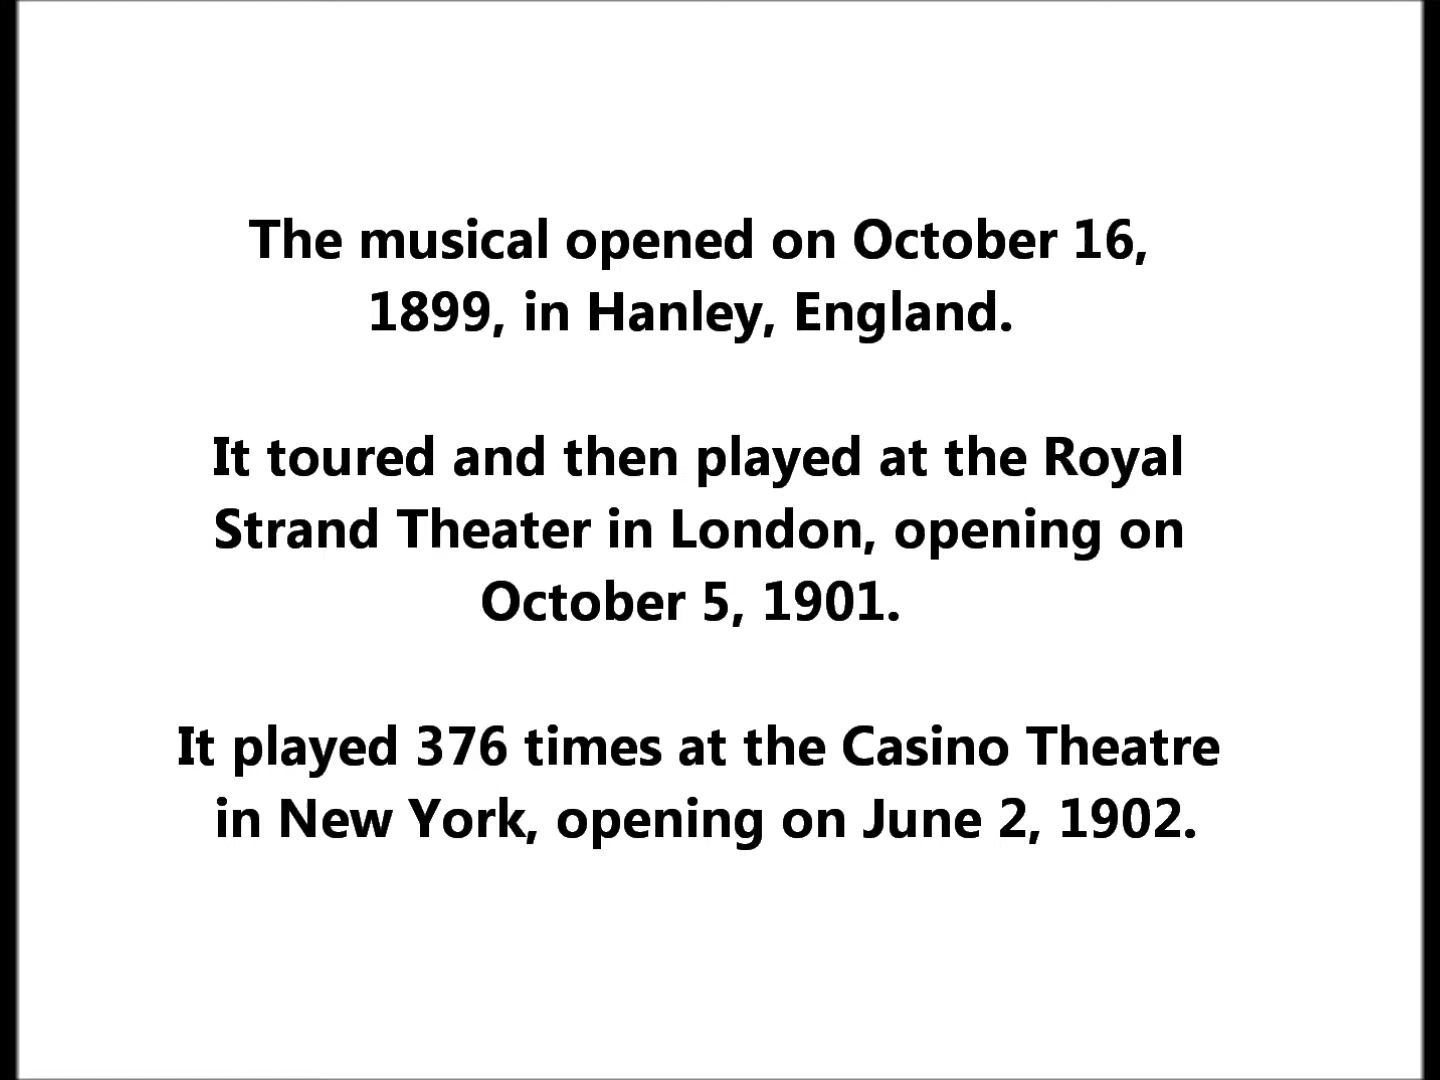 The musical opened on October 16,
1899, in Hanley, England.
It toured and then played at the Royal
Strand Theater in London, opening on
October 5, 1901.
It played 376 times at the Casino Theatre
in New York, opening on June 2, 1902.